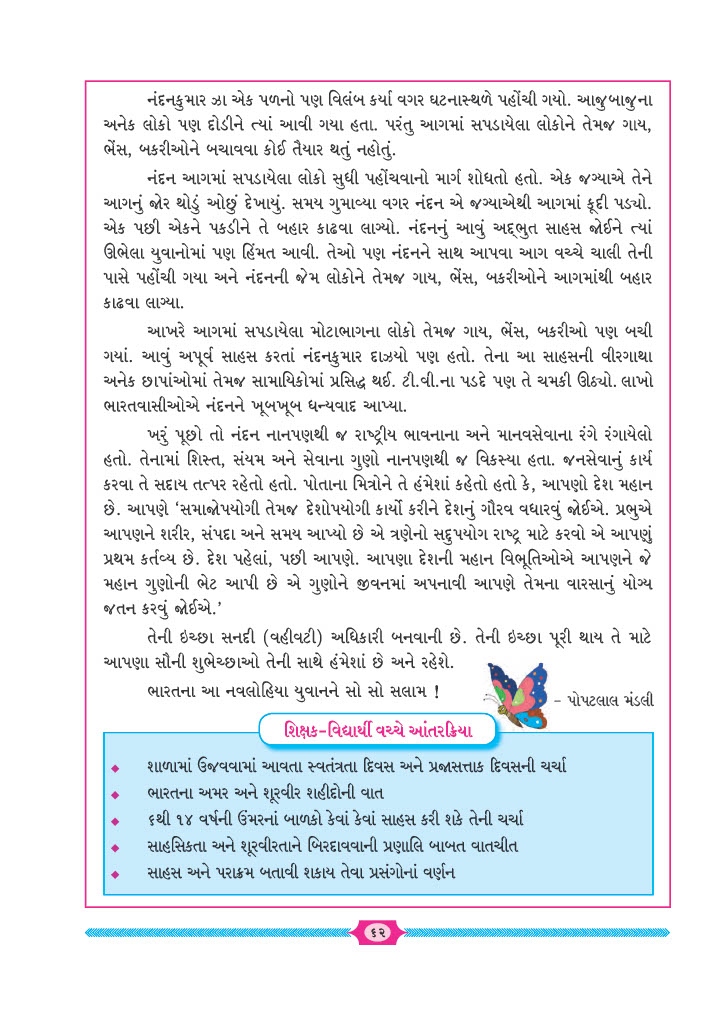 નંદનકુમાર ઝા એક પળનો પણ વિલંબ કર્યા વગર ઘટનાસ્થળે પહોંચી ગયો. આજુબાજુના
અનેક લોકો પણ દોડીને ત્યાં આવી ગયા હતા. પરંતુ આગમાં સપડાયેલા લોકોને તેમજ ગાય,
ભેંસ, બકરીઓને બચાવવા કોઈ તૈયાર થતું નહોતું.
નંદન આગમાં સપડાયેલા લોકો સુધી પહોંચવાનો માર્ગ શોધતો હતો. એક જગ્યાએ તેને
આગનું જોર થોડું ઓછું દેખાયું. સમય ગુમાવ્યા વગર નંદન એ જગ્યાએથી આગમાં કૂદી પડ્યો.
એક પછી એકને પકડીને તે બહાર કાઢવા લાગ્યો. નંદનનું આવું અદ્ભુત સાહસ જોઈને ત્યાં
ઊભેલા યુવાનોમાં પણ હિંમત આવી. તેઓ પણ નંદનને સાથ આપવા આગ વચ્ચે ચાલી તેની
પાસે પહોંચી ગયા અને નંદનની જેમ લોકોને તેમજ ગાય, ભેંસ, બકરીઓને આગમાંથી બહાર
કાઢવા લાગ્યા.
આખરે આગમાં સપડાયેલા મોટાભાગના લોકો તેમજ ગાય, ભેંસ, બકરીઓ પણ બચી
ગયાં. આવું અપૂર્વ સાહસ કરતાં નંદનકુમાર દાઝયો પણ હતો. તેના આ સાહસની વીરગાથા
અનેક છાપાંઓમાં તેમજ સામાયિકોમાં પ્રસિદ્ધ થઈ. ટી.વી.ના પડદે પણ તે ચમકી ઊઠ્યો. લાખો
ભારતવાસીઓએ નંદનને ખૂબખૂબ ધન્યવાદ આપ્યા.
ખરું પૂછો તો નંદન નાનપણથી જ રાષ્ટ્રીય ભાવનાના અને માનવસેવાના રંગે રંગાયેલો
હતો. તેનામાં શિસ્ત, સંયમ અને સેવાના ગુણો નાનપણથી જ વિકસ્યા હતા. જનસેવાનું કાર્ય
કરવા તે સદાય તત્પર રહેતો હતો. પોતાના મિત્રોને તે હંમેશાં કહેતો હતો કે, આપણો દેશ મહાન
છે. આપણે ‘સમાજોપયોગી તેમજ દેશોપયોગી કાર્યો કરીને દેશનું ગૌરવ વધારવું જોઈએ. પ્રભુએ
આપણને શરીર, સંપદા અને સમય આપ્યો છે એ ત્રણેનો સદુપયોગ રાષ્ટ્ર માટે કરવો એ આપણું
પ્રથમ કર્તવ્ય છે. દેશ પહેલાં, પછી આપણે. આપણા દેશની મહાન વિભૂતિઓએ આપણને જે
મહાન ગુણોની ભેટ આપી છે એ ગુણોને જીવનમાં અપનાવી આપણે તેમના વારસાનું યોગ્ય
જતન કરવું જોઈએ.’
તેની ઇચ્છા સનદી (વહીવટી) અધિકારી બનવાની છે. તેની ઇચ્છા પૂરી થાય તે માટે
આપણા સૌની શુભેચ્છાઓ તેની સાથે હંમેશાં છે અને રહેશે.
ભારતના આ નવલોહિયા યુવાનને સો સો સલામ !
– પોપટલાલ મંડલી
શિક્ષક-વિદ્યાર્થી વચ્ચે આંતરક્રિયા
◆ શાળામાં ઉજવવામાં આવતા સ્વતંત્રતા દિવસ અને પ્રજાસત્તાક દિવસની ચર્ચા
◆ ભારતના અમર અને શૂરવીર શહીદોની વાત
◆ ૬થી ૧૪ વર્ષની ઉંમરનાં બાળકો કેવાં કેવાં સાહસ કરી શકે તેની ચર્ચા
◆ સાહસિકતા અને શૂરવીરતાને બિરદાવવાની પ્રણાલિ બાબત વાતચીત
◆ સાહસ અને પરાક્રમ બતાવી શકાય તેવા પ્રસંગોનાં વર્ણન
૬૨